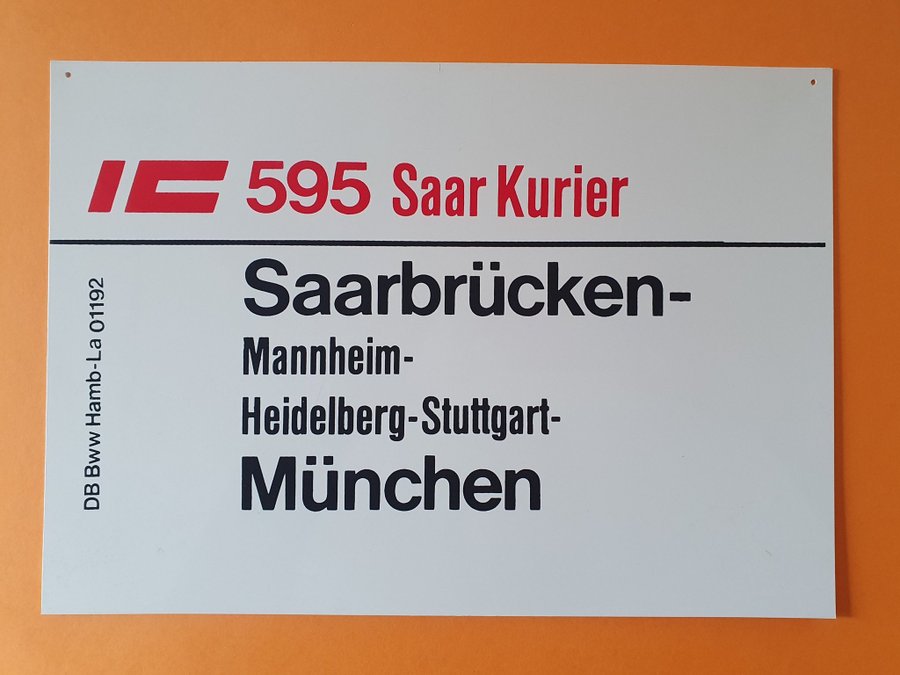 IC 595 Saar Kurier
Saarbrücken-
Mannheim-
Heidelberg-Stuttgart-
München
DB Bww Hamb-La 01192